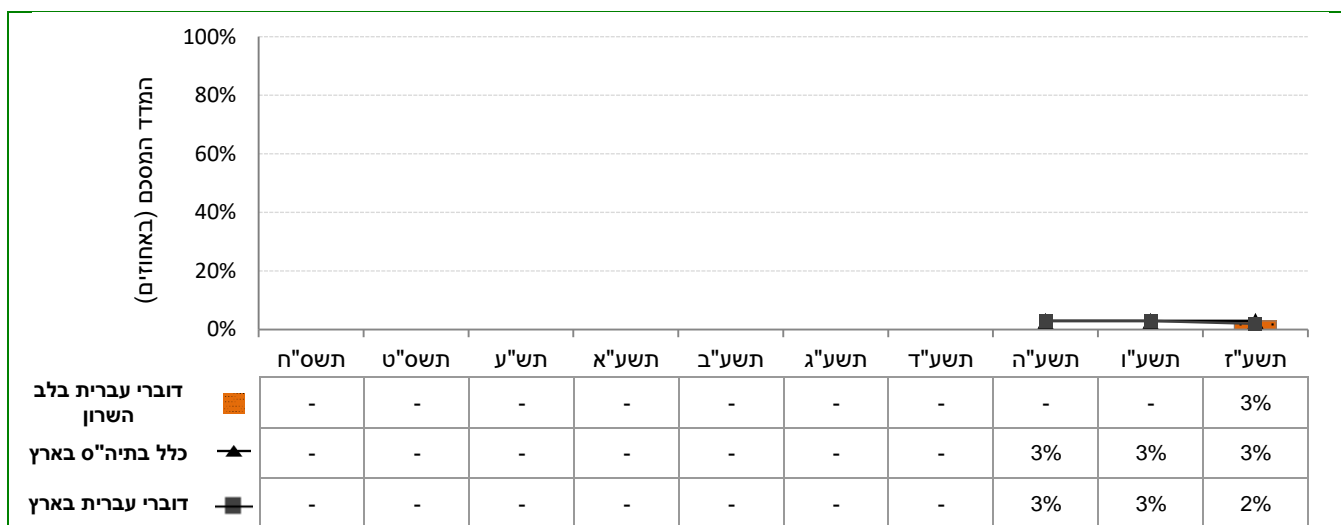 100%
80%
60%
40%
20%
0%
המדד המסכם (באחוזים)
תשס"ח תשס"ט תש"ע תשע"א תשע"ב תשע"ג תשע"ד תשע"ה תשע"ו תשע"ז
דוברי עברית בלב
השרון
- - - - - - - - - 3%
כלל בתיה"ס בארץ
- - - - - - - 3% 3% 3%
דוברי עברית בארץ
- - - - - - - 3% 3% 2%